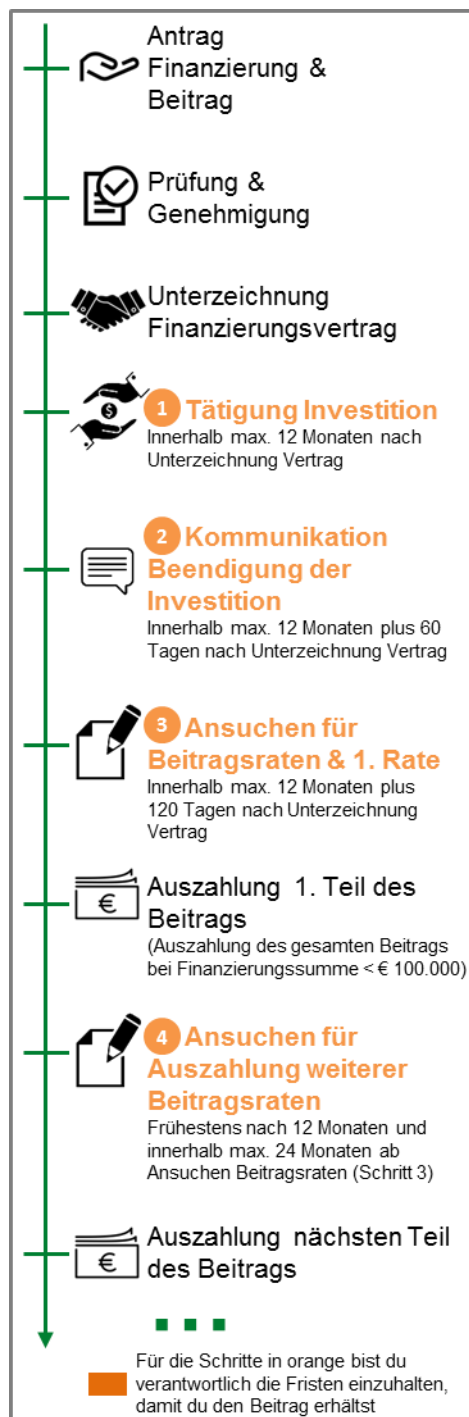 Antrag
Finanzierung &
Beitrag
Prüfung &
Genehmigung
Unterzeichnung
Finanzierungsvertrag
$
1 Tätigung Investition
Innerhalb max. 12 Monaten nach
Unterzeichnung Vertrag
2 Kommunikation
Beendigung der
Investition
Innerhalb max. 12 Monaten plus 60
Tagen nach Unterzeichnung Vertrag
3 Ansuchen für
Beitragsraten & 1. Rate
Innerhalb max. 12 Monaten plus
120 Tagen nach Unterzeichnung
Vertrag
€
Auszahlung 1. Teil des
Beitrags
(Auszahlung des gesamten Beitrags
bei Finanzierungssumme < € 100.000)
4 Ansuchen für
Auszahlung weiterer
Beitragsraten
Frühestens nach 12 Monaten und
innerhalb max. 24 Monaten ab
Ansuchen Beitragsraten (Schritt 3)
€
Auszahlung nächsten Teil
des Beitrags
...
Für die Schritte in orange bist du
verantwortlich die Fristen einzuhalten,
damit du den Beitrag erhältst